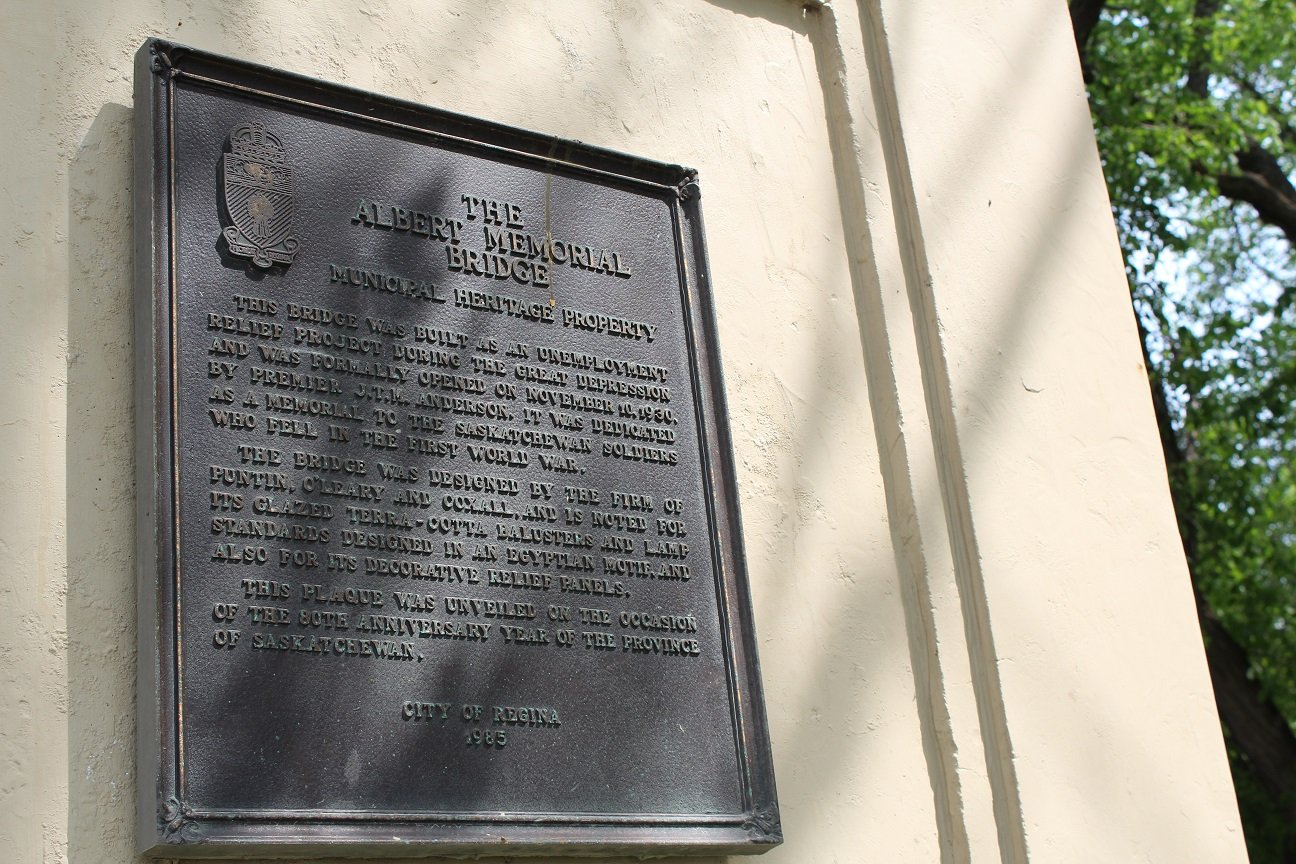 THE
ALBERT MEMORIAL
BRIDGE
MUNICIPAL HERITAGE PROPERTY
THIS BRIDGE WAS BUILT AS AN UNEMPLOYMENT
RELIEF PROJECT DURING THE GREAT DEPRESSION
AND WAS FORMALLY OPENED ON NOVEMBER 10, 1930,
BY PREMIER J.T.M. ANDERSON. IT WAS DEDICATED
AS A MEMORIAL TO THE SASKATCHEWAN SOLDIERS
WHO FELL IN THE FIRST WORLD WAR.
THE BRIDGE WAS DESIGNED BY THE FIRM OF
PUNTIN, O'LEARY AND COXALL, AND IS NOTED FOR
ITS GLAZED TERRA-COTTA BALUSTERS AND LAMP
STANDARDS DESIGNED IN AN EGYPTIAN MOTIF, AND
ALSO FOR ITS DECORATIVE RELIEF PANELS.
THIS PLAQUE WAS UNVEILED ON THE OCCASION
OF THE 80TH ANNIVERSARY YEAR OF THE PROVINCE
OF SASKATCHEWAN.
CITY OF REGINA
1985